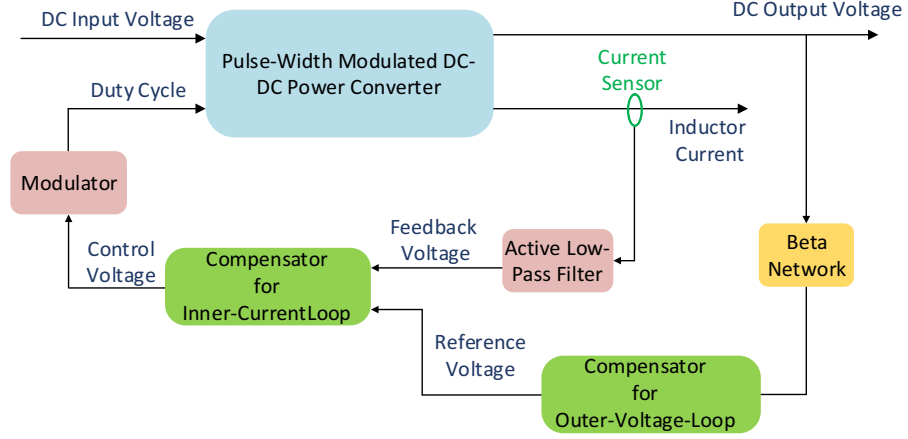 DC Input Voltage
DC Output Voltage
Pulse-Width Modulated DC-
DC Power Converter
Current
Sensor
Duty Cycle
Inductor
Current
Modulator
Feedback
Voltage
Active Low-
Pass Filter
Beta
Network
Control
Voltage
Compensator
for
Inner-CurrentLoop
Reference
Voltage
Compensator
for
Outer-Voltage-Loop